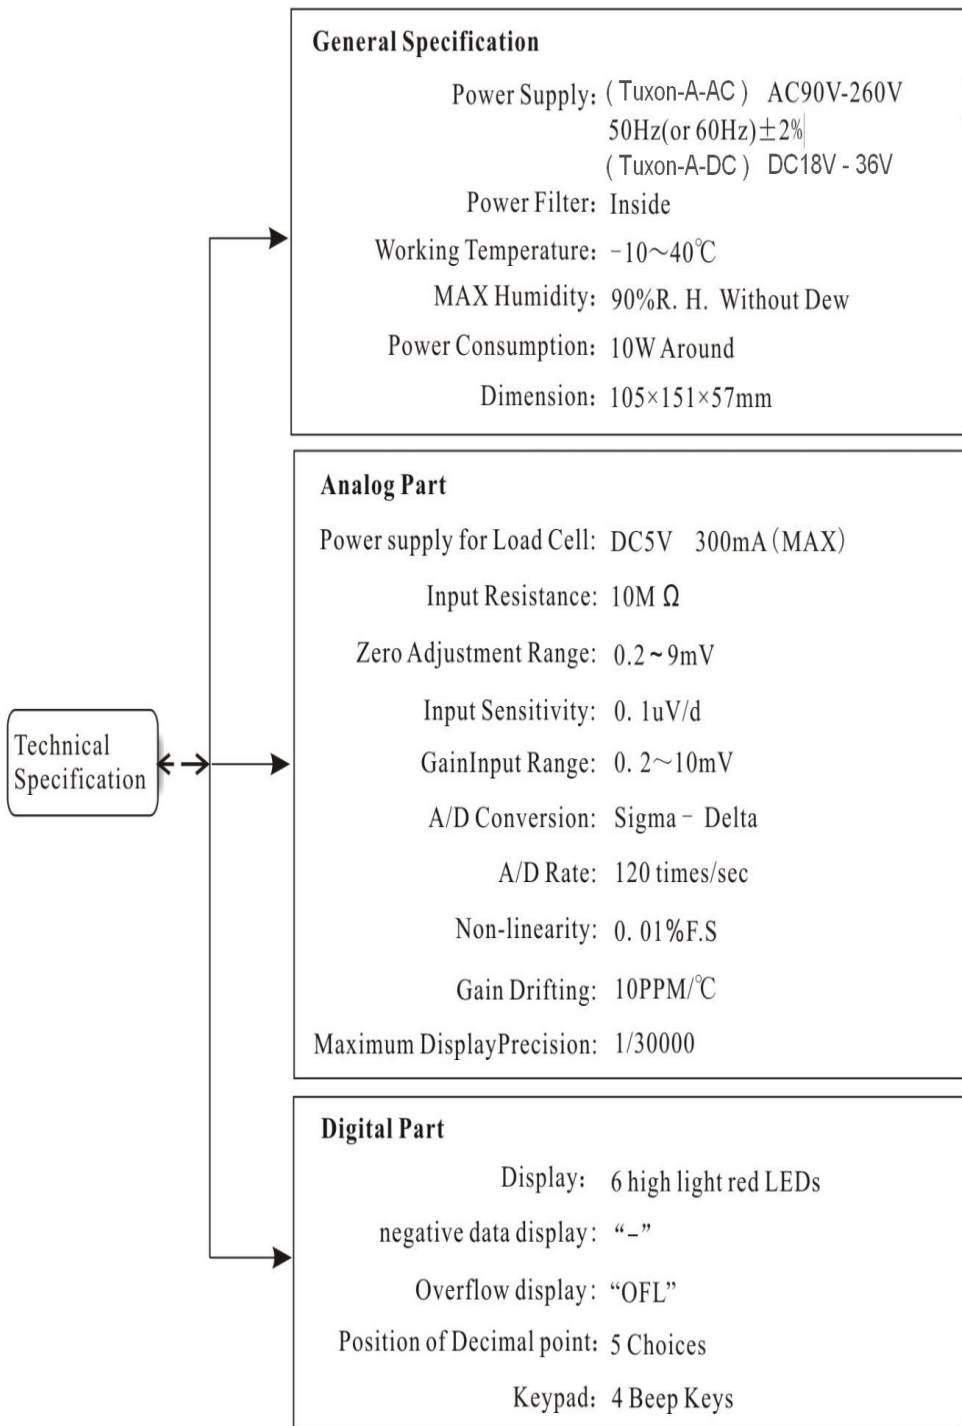 General Specification
Power Supply: (Tuxon-A-AC) AC90V-260V
50Hz(or 60Hz)±2%
(Tuxon-A-DC) DC18V - 36V
Power Filter: Inside
Working Temperature: -10～40℃
MAX Humidity: 90%R. H. Without Dew
Power Consumption: 10W Around
Dimension: 105×151×57mm
Analog Part
Power supply for Load Cell: DC5V 300mA(MAX)
Input Resistance: 10M Ω
Zero Adjustment Range: 0.2~9mV
Input Sensitivity: 0. 1uV/d
GainInput Range: 0. 2～10mV
A/D Conversion: Sigma - Delta
A/D Rate: 120 times/sec
Non-linearity: 0. 01%F.S
Gain Drifting: 10PPM/℃
Maximum DisplayPrecision: 1/30000
Technical
Specification
Digital Part
Display: 6 high light red LEDs
negative data display: “–”
Overflow display: “OFL”
Position of Decimal point: 5 Choices
Keypad: 4 Beep Keys